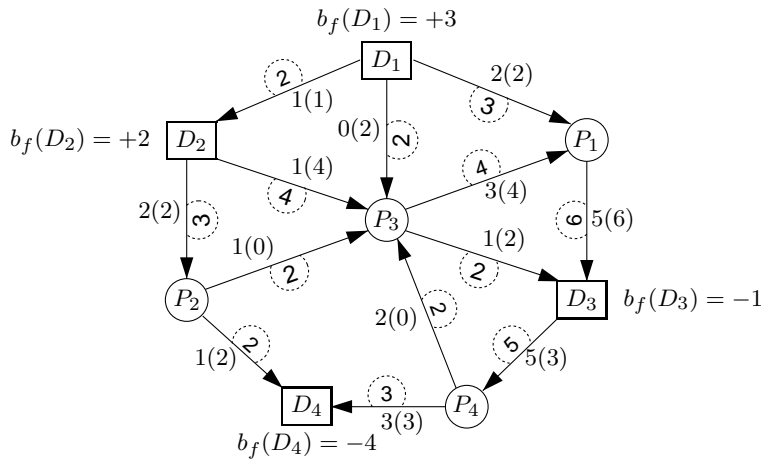 b_f(D_1) = +3
D_1
2
1(1)
2(2)
3
0(2)
2
b_f(D_2) = +2
D_2
P_1
1(4)
4
4
3(4)
2(2)
3
P_3
6
5(6)
1(0)
2
1(2)
2
P_2
D_3
b_f(D_3) = −1
2(0)
2
1(2)
2
5
5(3)
D_4
3
3(3)
P_4
b_f(D_4) = −4